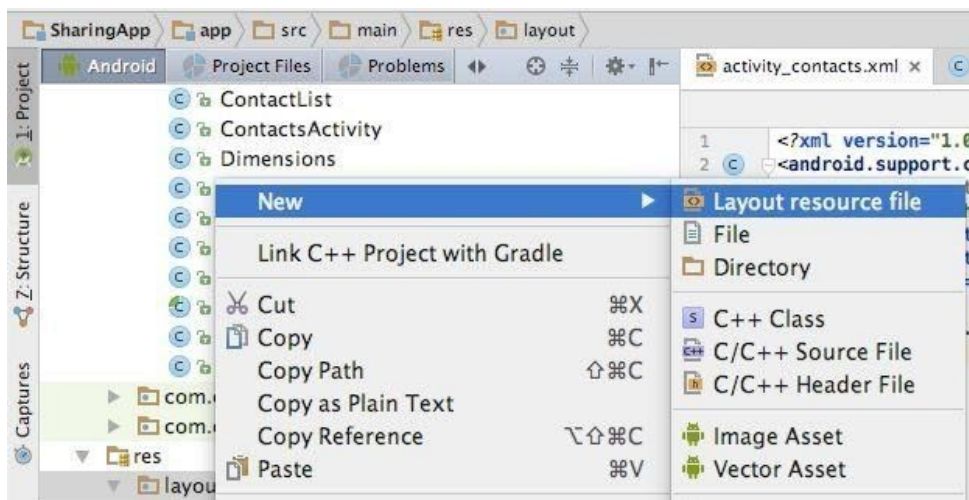 SharingApp app src main res layout
Android Project Files Problems activity_contacts.xml ×
1: Project
Z: Structure
Captures
C ContactList
C ContactsActivity
C Dimensions
C
C
C
C
C
C
C
com.
com.
res
layou
New
Link C++ Project with Gradle
Cut ⌘X
Copy ⌘C
Copy Path ⇧⌘C
Copy as Plain Text
Copy Reference ⌥⇧⌘C
Paste ⌘V
1 <?xml version="1.0
2 C <android.support.c
Layout resource file
File
Directory
S C++ Class
C++ C/C++ Source File
h C/C++ Header File
Image Asset
Vector Asset